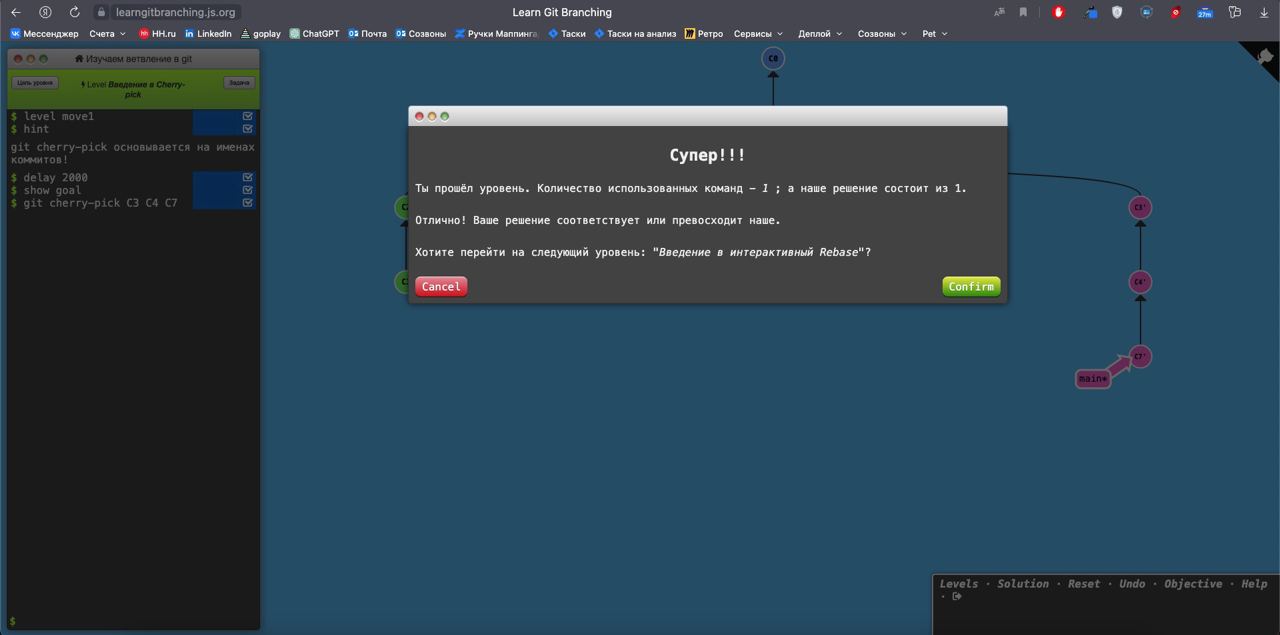 learngitbranching.js.org
Learn Git Branching
27m
Мессенджер Счета HH.ru LinkedIn goplay ChatGPT Почта Созвоны Ручки Маппинга Таски Таски на анализ Ретро Сервисы Деплой Созвоны Pet
Изучаем ветвление в git
Цель уровня
Level Введение в Cherry-
pick
Задача
$ level move1
$ hint
git cherry-pick основывается на именах
коммитов!
$ delay 2000
$ show goal
$ git cherry-pick C3 C4 C7
$
C0
Супер!!!
Ты прошёл уровень. Количество использованных команд - 1 ; а наше решение состоит из 1.
Отлично! Ваше решение соответствует или превосходит наше.
Хотите перейти на следующий уровень: "Введение в интерактивный Rebase"?
Cancel
Confirm
C3'
C4'
C7'
main*
Levels · Solution · Reset · Undo · Objective · Help
·